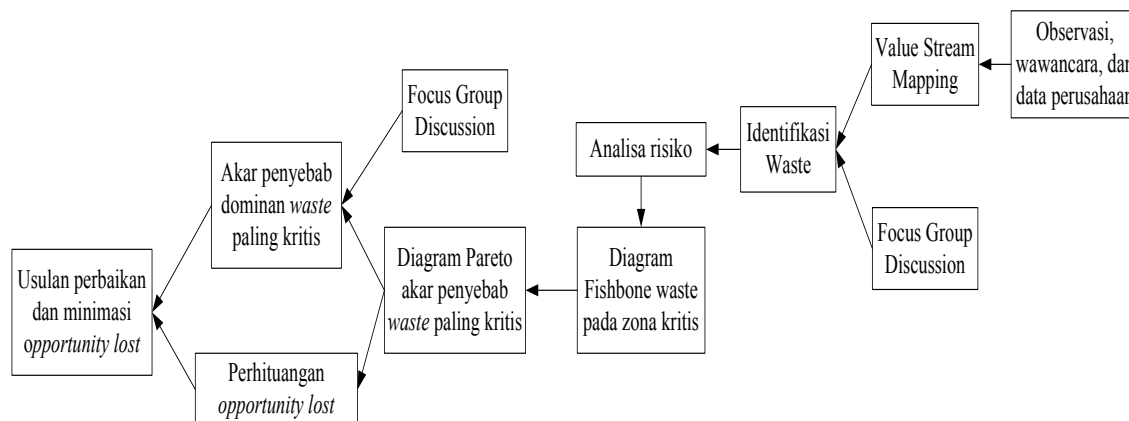 Observasi,
wawancara, dan
data perusahaan
Value Stream
Mapping
Focus Group
Discussion
Identifikasi
Waste
Analisa risiko
Diagram
Fishbone waste
pada zona kritis
Diagram Pareto
akar penyebab
waste paling kritis
Focus Group
Discussion
Akar penyebab
dominan waste
paling kritis
Perhituangan
opportunity lost
Usulan perbaikan
dan minimasi
opportunity lost